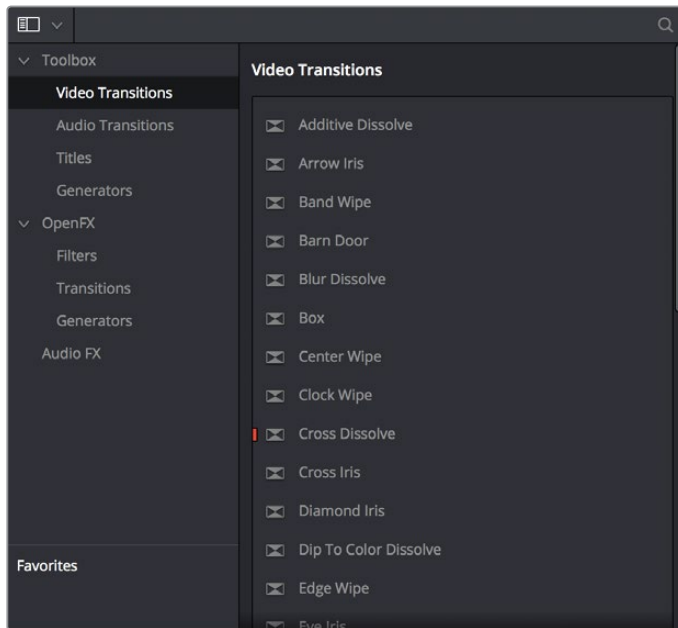 Toolbox
Video Transitions
Audio Transitions
Titles
Generators
OpenFX
Filters
Transitions
Generators
Audio FX
Favorites
Video Transitions
Additive Dissolve
Arrow Iris
Band Wipe
Barn Door
Blur Dissolve
Box
Center Wipe
Clock Wipe
Cross Dissolve
Cross Iris
Diamond Iris
Dip To Color Dissolve
Edge Wipe
Eye Iris